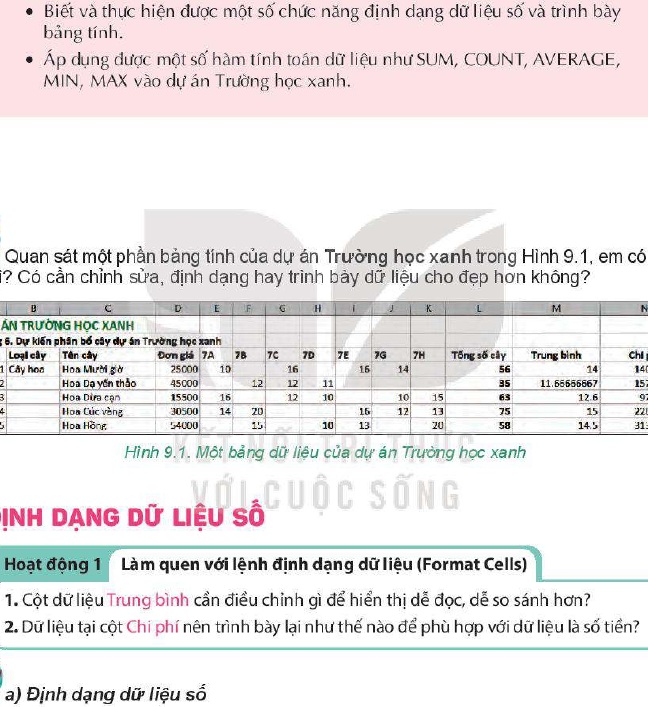 • Biết và thực hiện được một số chức năng định dạng dữ liệu số và trình bày
bảng tính.
• Áp dụng được một số hàm tính toán dữ liệu như SUM, COUNT, AVERAGE,
MIN, MAX vào dự án Trường học xanh.
Quan sát một phần bảng tính của dự án Trường học xanh trong Hình 9.1, em có
i? Có cần chỉnh sửa, định dạng hay trình bày dữ liệu cho đẹp hơn không?
B C D E F G H I J K L M N
ÁN TRƯỜNG HỌC XANH
6. Dự kiến phân bổ cây dự án Trường học xanh
Loại cây Tên cây Đơn giá 7A 7B 7C 7D 7E 7G 7H Tổng số cây Trung bình Chi
1 Cây hoa Hoa Mười giờ 25000 10 16 16 14 56 14 140
2 Hoa Dạ yến thảo 45000 12 12 11 35 11.66666667 157
3 Hoa Dừa cạn 15500 16 12 10 10 15 63 12.6 97
4 Hoa Cúc vàng 30500 14 20 16 12 13 75 15 228
5 Hoa Hồng 54000 15 10 13 20 58 14.5 313
Hình 9.1. Một bảng dữ liệu của dự án Trường học xanh
KẾT NỐI TRI THỨC
VỚI CUỘC SỐNG
ĐỊNH DẠNG DỮ LIỆU SỐ
Hoạt động 1 Làm quen với lệnh định dạng dữ liệu (Format Cells)
1. Cột dữ liệu Trung bình cần điều chỉnh gì để hiển thị dễ đọc, dễ so sánh hơn?
2. Dữ liệu tại cột Chi phí nên trình bày lại như thế nào để phù hợp với dữ liệu là số tiền?
a) Định dạng dữ liệu số